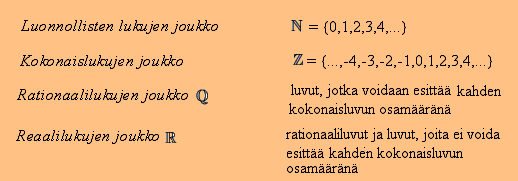 Luonnollisten lukujen joukko ℕ = {0,1,2,3,4,...}
Kokonaislukujen joukko ℤ = {...,-4,-3,-2,-1,0,1,2,3,4,...}
Rationaalilukujen joukko ℚ luvut, jotka voidaan esittää kahden
kokonaisluvun osamääränä
Reaalilukujen joukko ℝ rationaaliluvut ja luvut, joita ei voida
esittää kahden kokonaisluvun
osamääränä